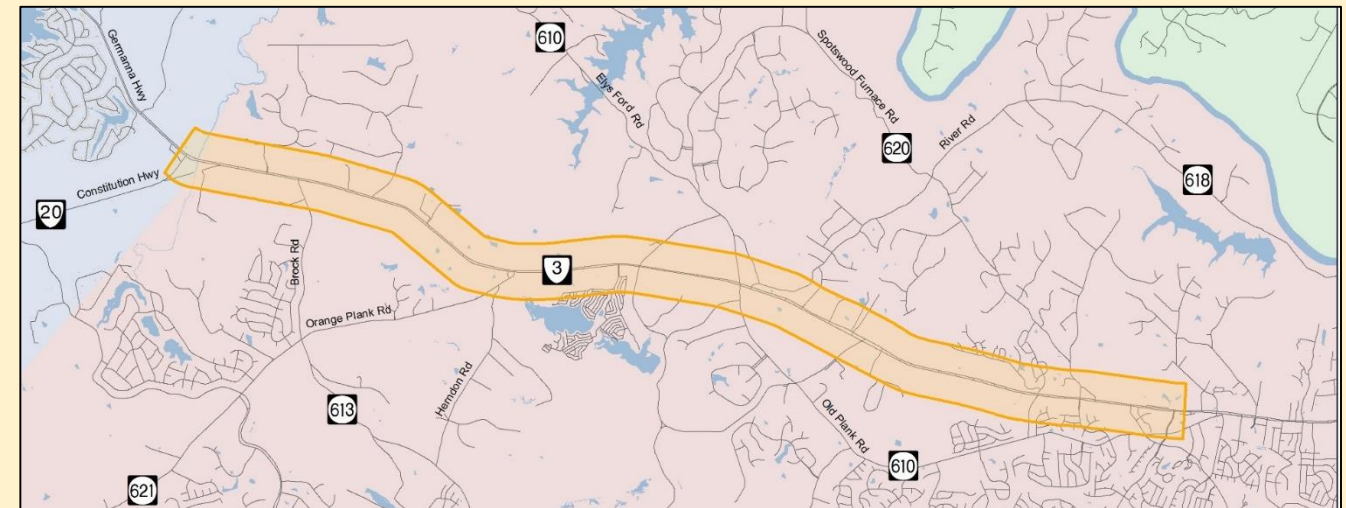 Germanna Hwy
610
Elys Ford Rd
Spotswood Furnace Rd
620
River Rd
618
Constitution Hwy
20
Brock Rd
3
Orange Plank Rd
Herndon Rd
613
Old Plank Rd
610
621